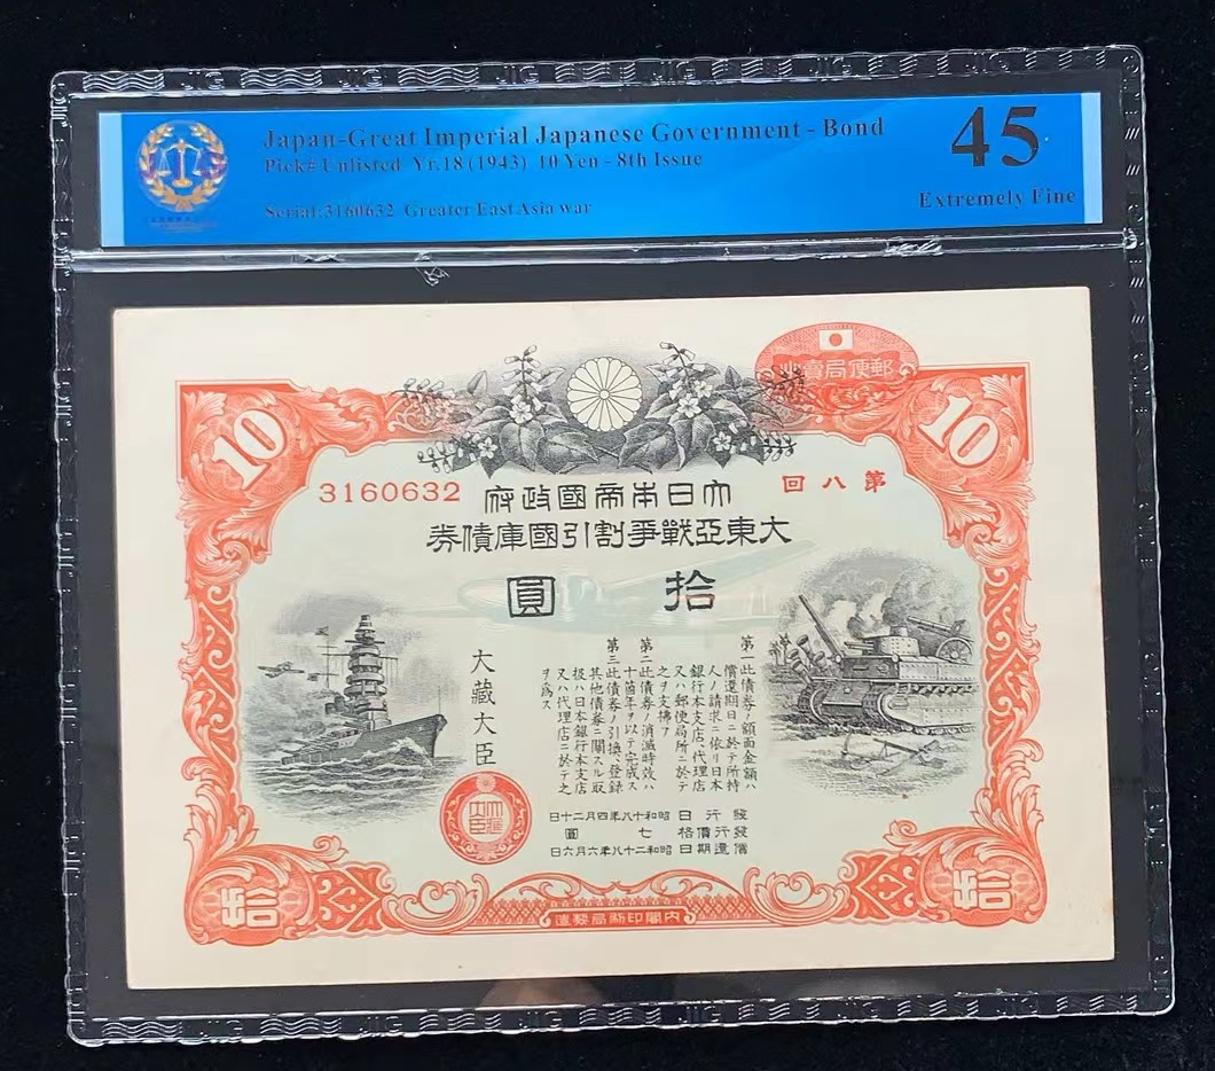 JIG JIG JIG JIG
Japan-Great Imperial Japanese Government - Bond
Pick# Unlisted Yr.18 (1943) 10 Yen - 8th Issue
Serial:3160632 Greater East Asia war
45
Extremely Fine
郵便局賣出
10
10
第八回
3160632
大日本帝國政府
大東亞戰爭割引國庫債券
拾圓
第一此債券ノ額面金額ハ
償還期日ニ於テ所持
人ノ請求ニ依リ日本
銀行本支店、代理店
又ハ郵便局所ニ於テ
之ヲ支拂フ
第二此債券ノ消滅時效ハ
十箇年ヲ以テ完成ス
第三此債券ノ引換、登錄
其他債券ニ關スル取
扱ハ日本銀行本支店
又ハ代理店ニ於テ之
ヲ爲ス
大藏大臣
大藏大臣
發行日 昭和十八年四月二十日
發行價格 七圓
償還期日 昭和二十八年六月六日
拾
拾
內閣印刷局製造